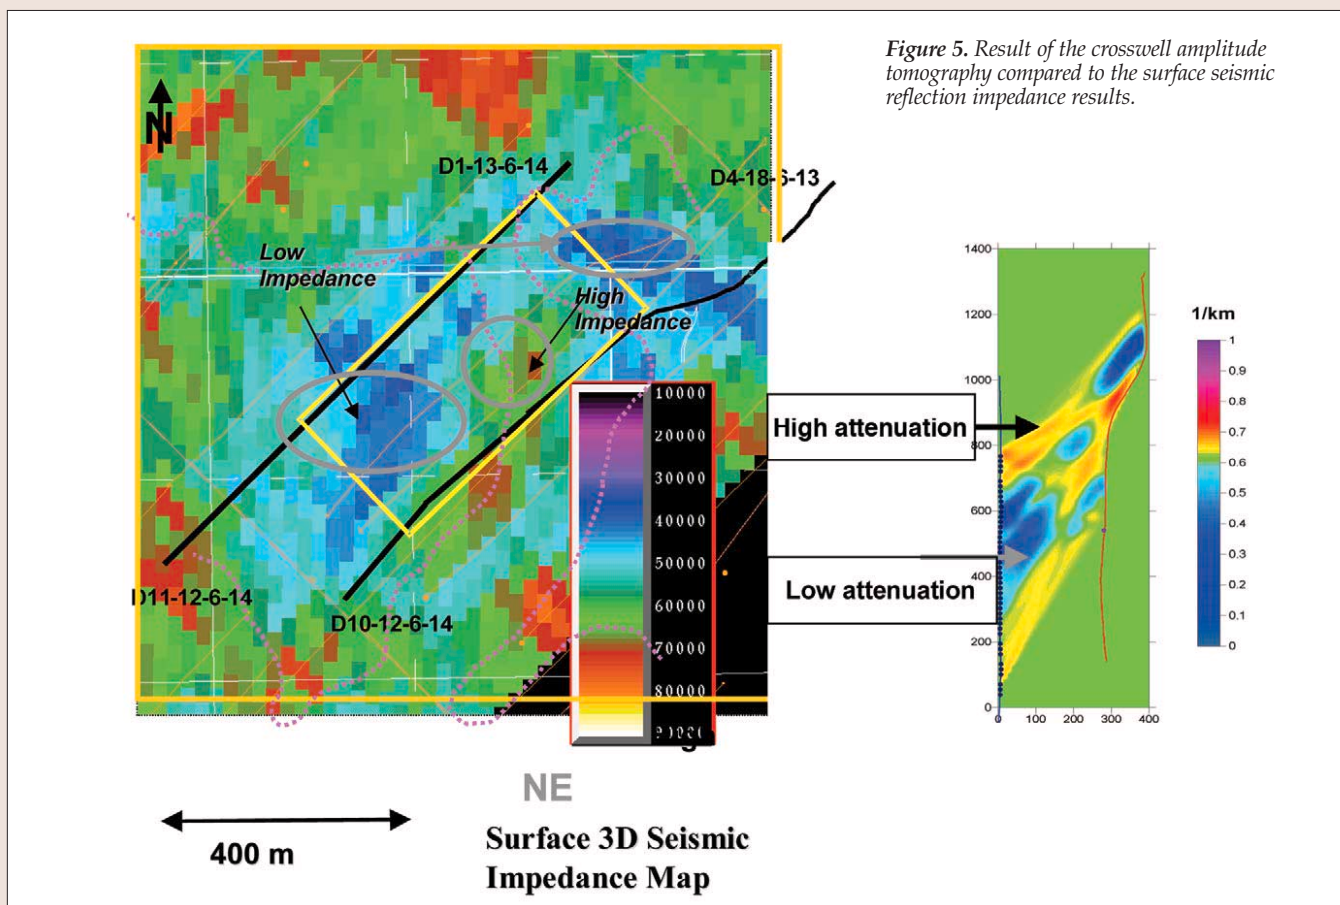 Figure 5. Result of the crosswell amplitude
tomography compared to the surface seismic
reflection impedance results.
N
D1-13-6-14
D4-18-6-13
Low
Impedance
High
Impedance
D11-12-6-14
D10-12-6-14
10000
20000
30000
40000
50000
60000
70000
80000
NE
400 m
Surface 3D Seismic
Impedance Map
High attenuation
Low attenuation
1400
1200
1000
800
600
400
200
0
0
100
200
300
400
1/km
1
0.9
0.8
0.7
0.6
0.5
0.4
0.3
0.2
0.1
0